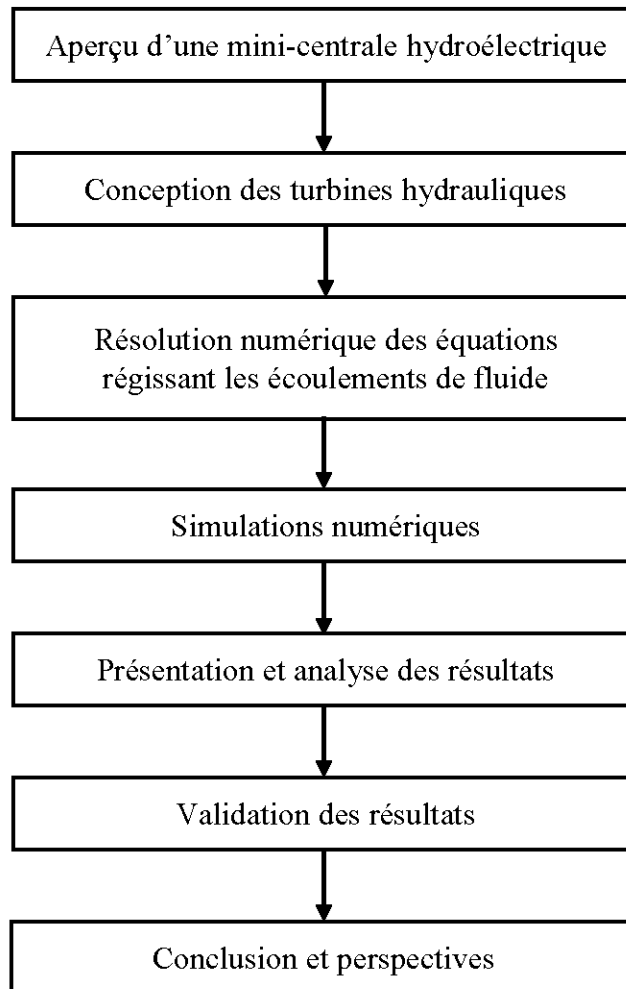 Aperçu d’une mini-centrale hydroélectrique
Conception des turbines hydrauliques
Résolution numérique des équations
régissant les écoulements de fluide
Simulations numériques
Présentation et analyse des résultats
Validation des résultats
Conclusion et perspectives